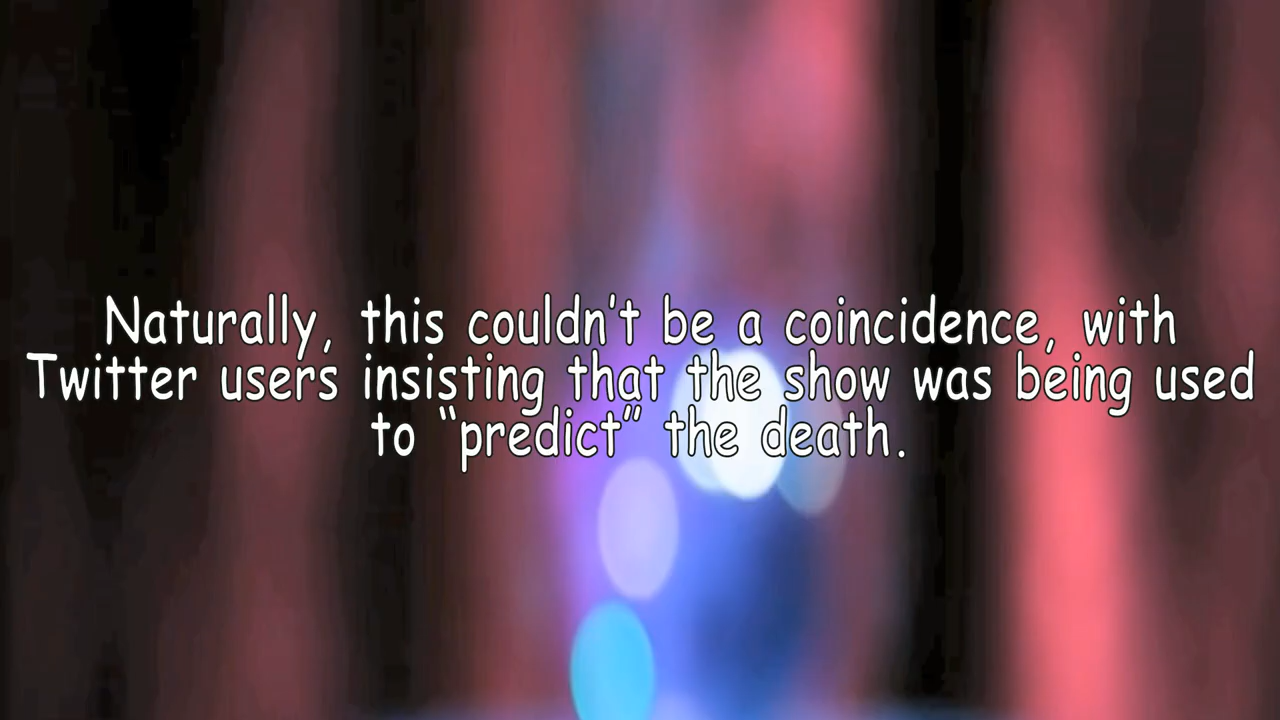 Naturally, this couldn't be a coincidence, with
Twitter users insisting that the show was being used
to “predict” the death.